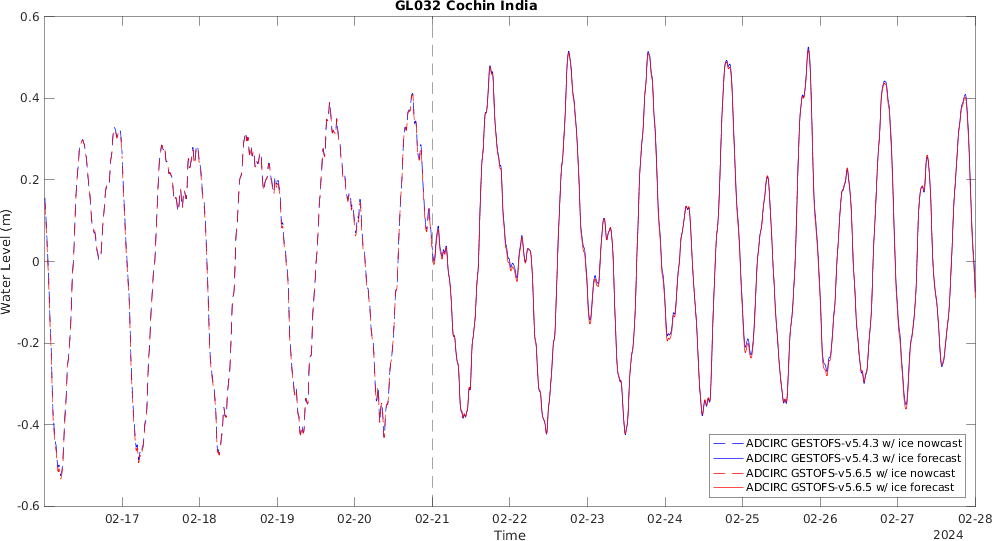 GL032 Cochin India
0.6
0.4
0.2
0
-0.2
-0.4
-0.6
Water Level (m)
ADCIRC GESTOFS-v5.4.3 w/ ice nowcast
ADCIRC GESTOFS-v5.4.3 w/ ice forecast
ADCIRC GSTOFS-v5.6.5 w/ ice nowcast
ADCIRC GSTOFS-v5.6.5 w/ ice forecast
02-17 02-18 02-19 02-20 02-21 02-22 02-23 02-24 02-25 02-26 02-27 02-28
Time
2024